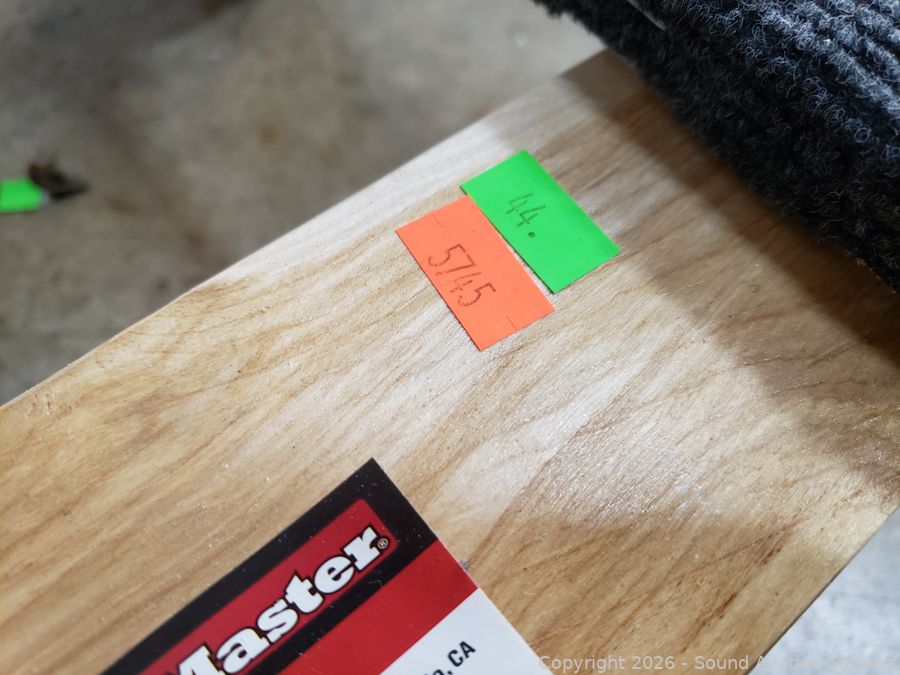 44.
5745
Master®
, CA
Copyright 2026 - Sound Auction Service